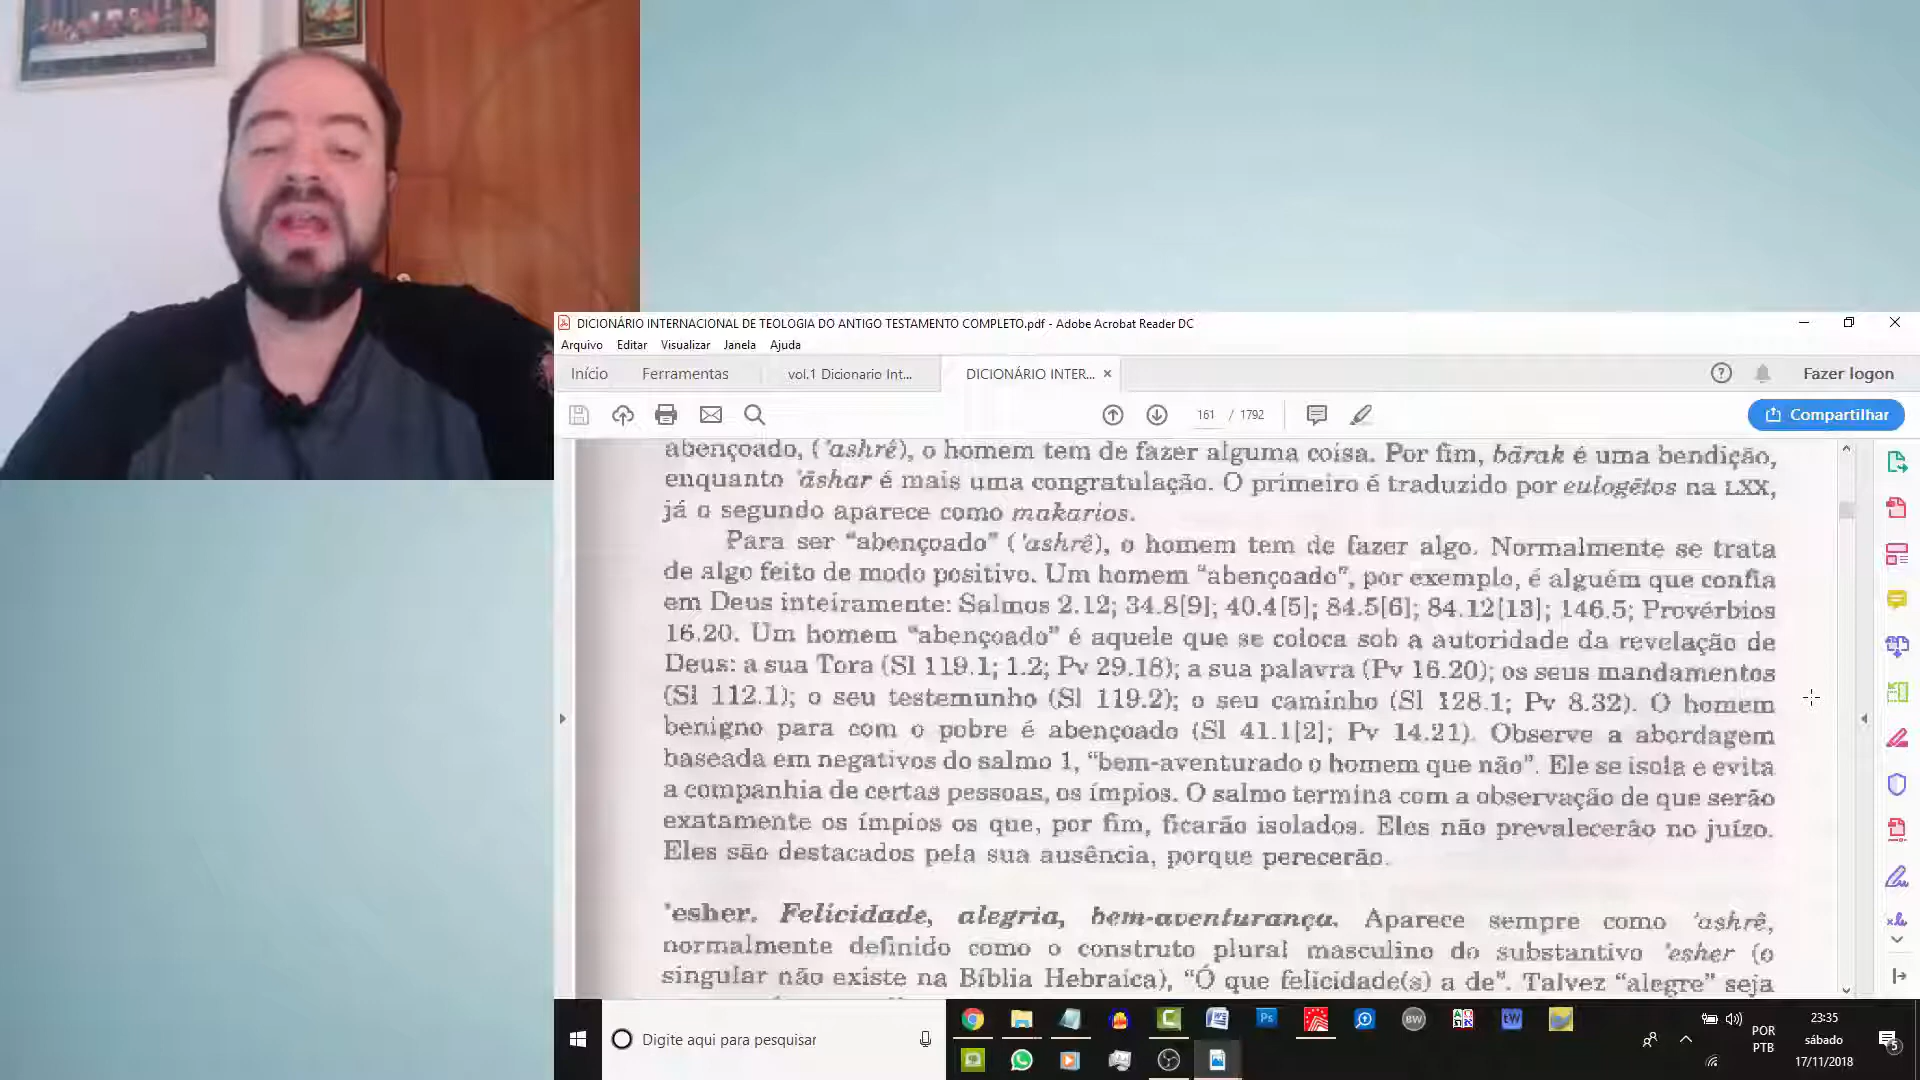 DICIONÁRIO INTERNACIONAL DE TEOLOGIA DO ANTIGO TESTAMENTO COMPLETO.pdf - Adobe Acrobat Reader DC
Arquivo Editar Visualizar Janela Ajuda
Início Ferramentas vol.1 Dicionario Int... DICIONÁRIO INTER... × Fazer logon
161 / 1792 Compartilhar
abençoado, ('ashrê), o homem tem de fazer alguma coisa. Por fim, bārak é uma bendição,
enquanto 'āshar é mais uma congratulação. O primeiro é traduzido por eulogētos na LXX,
já o segundo aparece como makarios.
Para ser “abençoado” ('ashrê), o homem tem de fazer algo. Normalmente se trata
de algo feito de modo positivo. Um homem “abençoado”, por exemplo, é alguém que confia
em Deus inteiramente: Salmos 2.12; 34.8[9]; 40.4[5]; 84.5[6]; 84.12[13]; 146.5; Provérbios
16.20. Um homem “abençoado” é aquele que se coloca sob a autoridade da revelação de
Deus: a sua Tora (Sl 119.1; 1.2; Pv 29.18); a sua palavra (Pv 16.20); os seus mandamentos
(Sl 112.1); o seu testemunho (Sl 119.2); o seu caminho (Sl 128.1; Pv 8.32). O homem
benigno para com o pobre é abençoado (Sl 41.1[2]; Pv 14.21). Observe a abordagem
baseada em negativos do salmo 1, “bem-aventurado o homem que não”. Ele se isola e evita
a companhia de certas pessoas, os ímpios. O salmo termina com a observação de que serão
exatamente os ímpios os que, por fim, ficarão isolados. Eles não prevalecerão no juízo.
Eles são destacados pela sua ausência, porque perecerão.
'esher. Felicidade, alegria, bem-aventurança. Aparece sempre como 'ashrê,
normalmente definido como o construto plural masculino do substantivo 'esher (o
singular não existe na Bíblia Hebraica), “Ó que felicidade(s) a de”. Talvez “alegre” seja
Digite aqui para pesquisar
Ps
BW
POR
PTB
23:35
sábado
17/11/2018
5